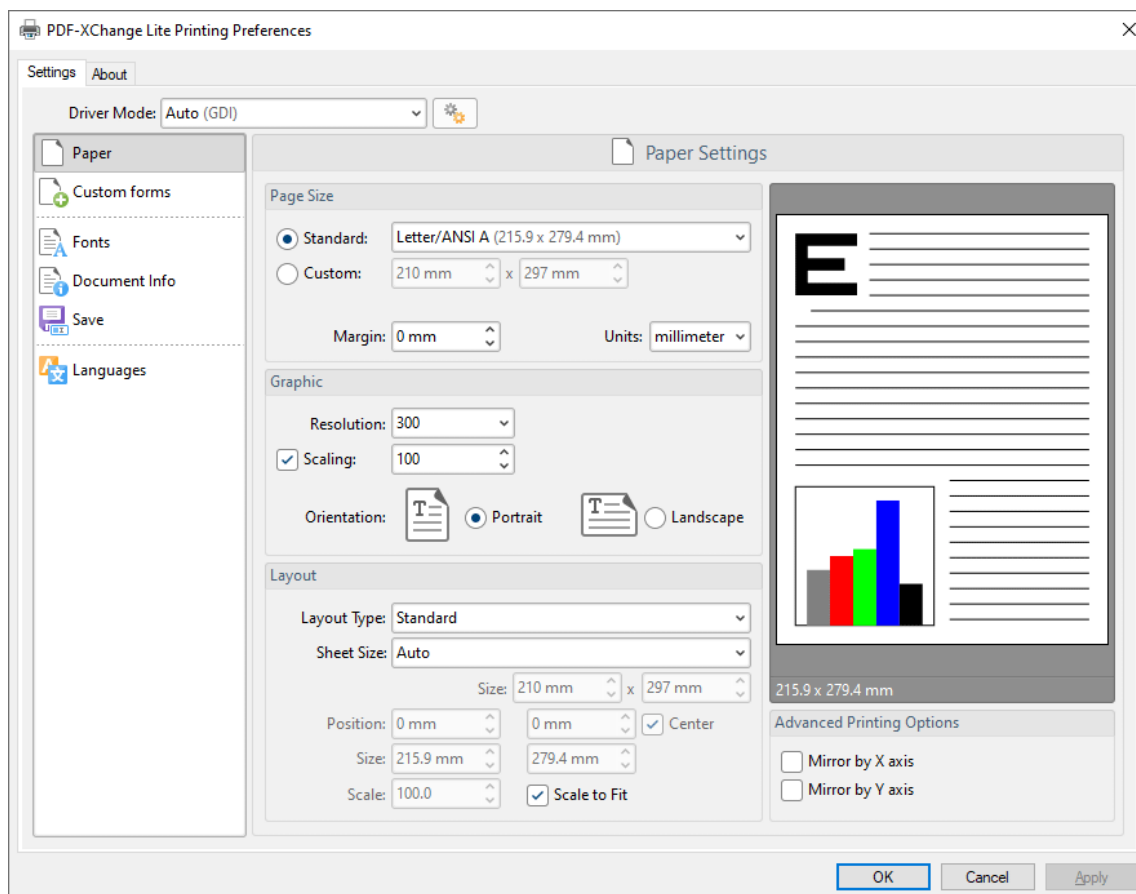 PDF-XChange Lite Printing Preferences
Settings About
Driver Mode: Auto (GDI)
Paper
Custom forms
Fonts
Document Info
Save
Languages
Paper Settings
Page Size
Standard: Letter/ANSI A (215.9 x 279.4 mm)
Custom: 210 mm x 297 mm
Margin: 0 mm Units: millimeter
Graphic
Resolution: 300
Scaling: 100
Orientation: T Portrait T Landscape
Layout
Layout Type: Standard
Sheet Size: Auto
Size: 210 mm x 297 mm
Position: 0 mm 0 mm Center
Size: 215.9 mm 279.4 mm
Scale: 100.0 Scale to Fit
E
215.9 x 279.4 mm
Advanced Printing Options
Mirror by X axis
Mirror by Y axis
OK Cancel Apply